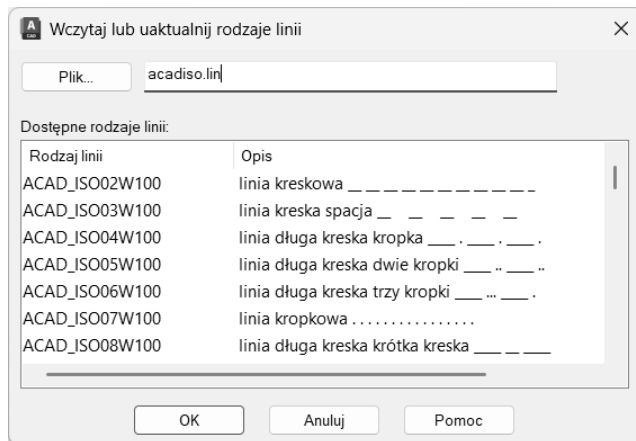 A
CAD
Wczytaj lub uaktualnij rodzaje linii
Plik...
acadiso.lin
Dostępne rodzaje linii:
Rodzaj linii Opis
ACAD_ISO02W100 linia kreskowa __ __ __ __ __ __ __ __ __ __ _
ACAD_ISO03W100 linia kreska spacja __    __    __    __    __
ACAD_ISO04W100 linia długa kreska kropka ____ . ____ . ____ .
ACAD_ISO05W100 linia długa kreska dwie kropki ____ .. ____ ..
ACAD_ISO06W100 linia długa kreska trzy kropki ____ ... ____ .
ACAD_ISO07W100 linia kropkowa . . . . . . . . . . . . . . . .
ACAD_ISO08W100 linia długa kreska krótka kreska ____ __ ____
OK Anuluj Pomoc